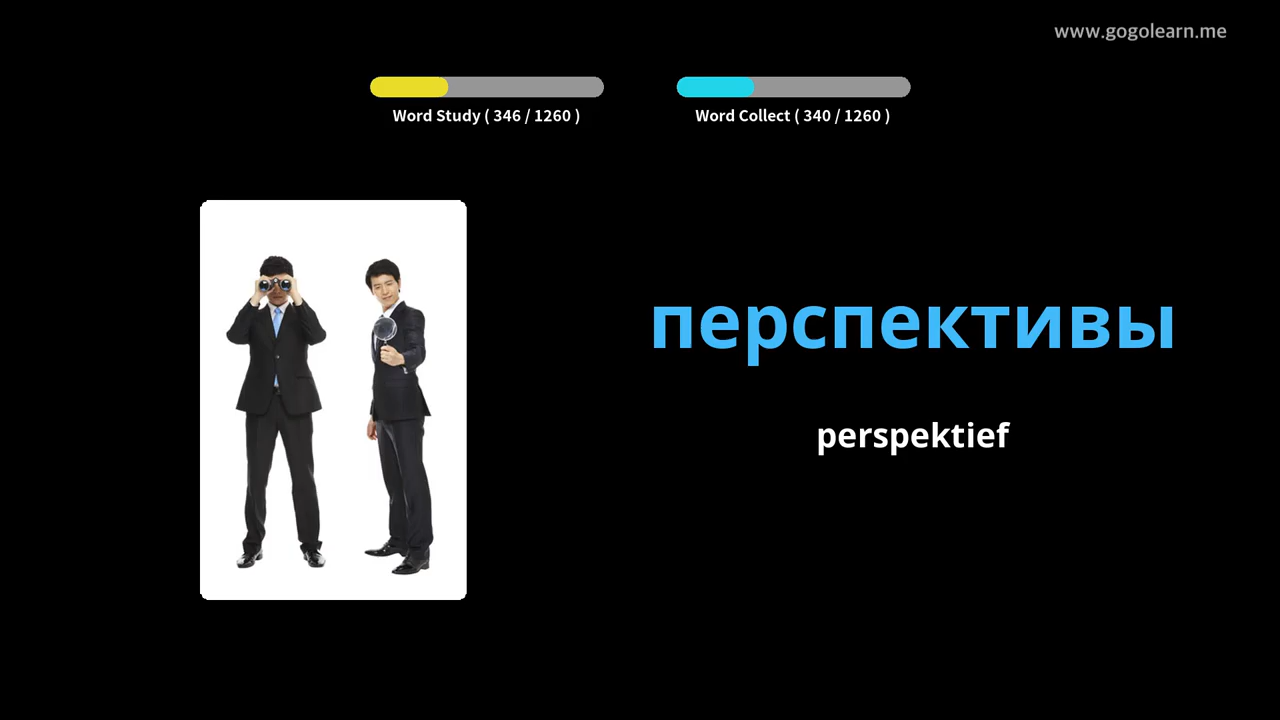 www.gogolearn.me
Word Study ( 346 / 1260 )
Word Collect ( 340 / 1260 )
перспективы
perspektief